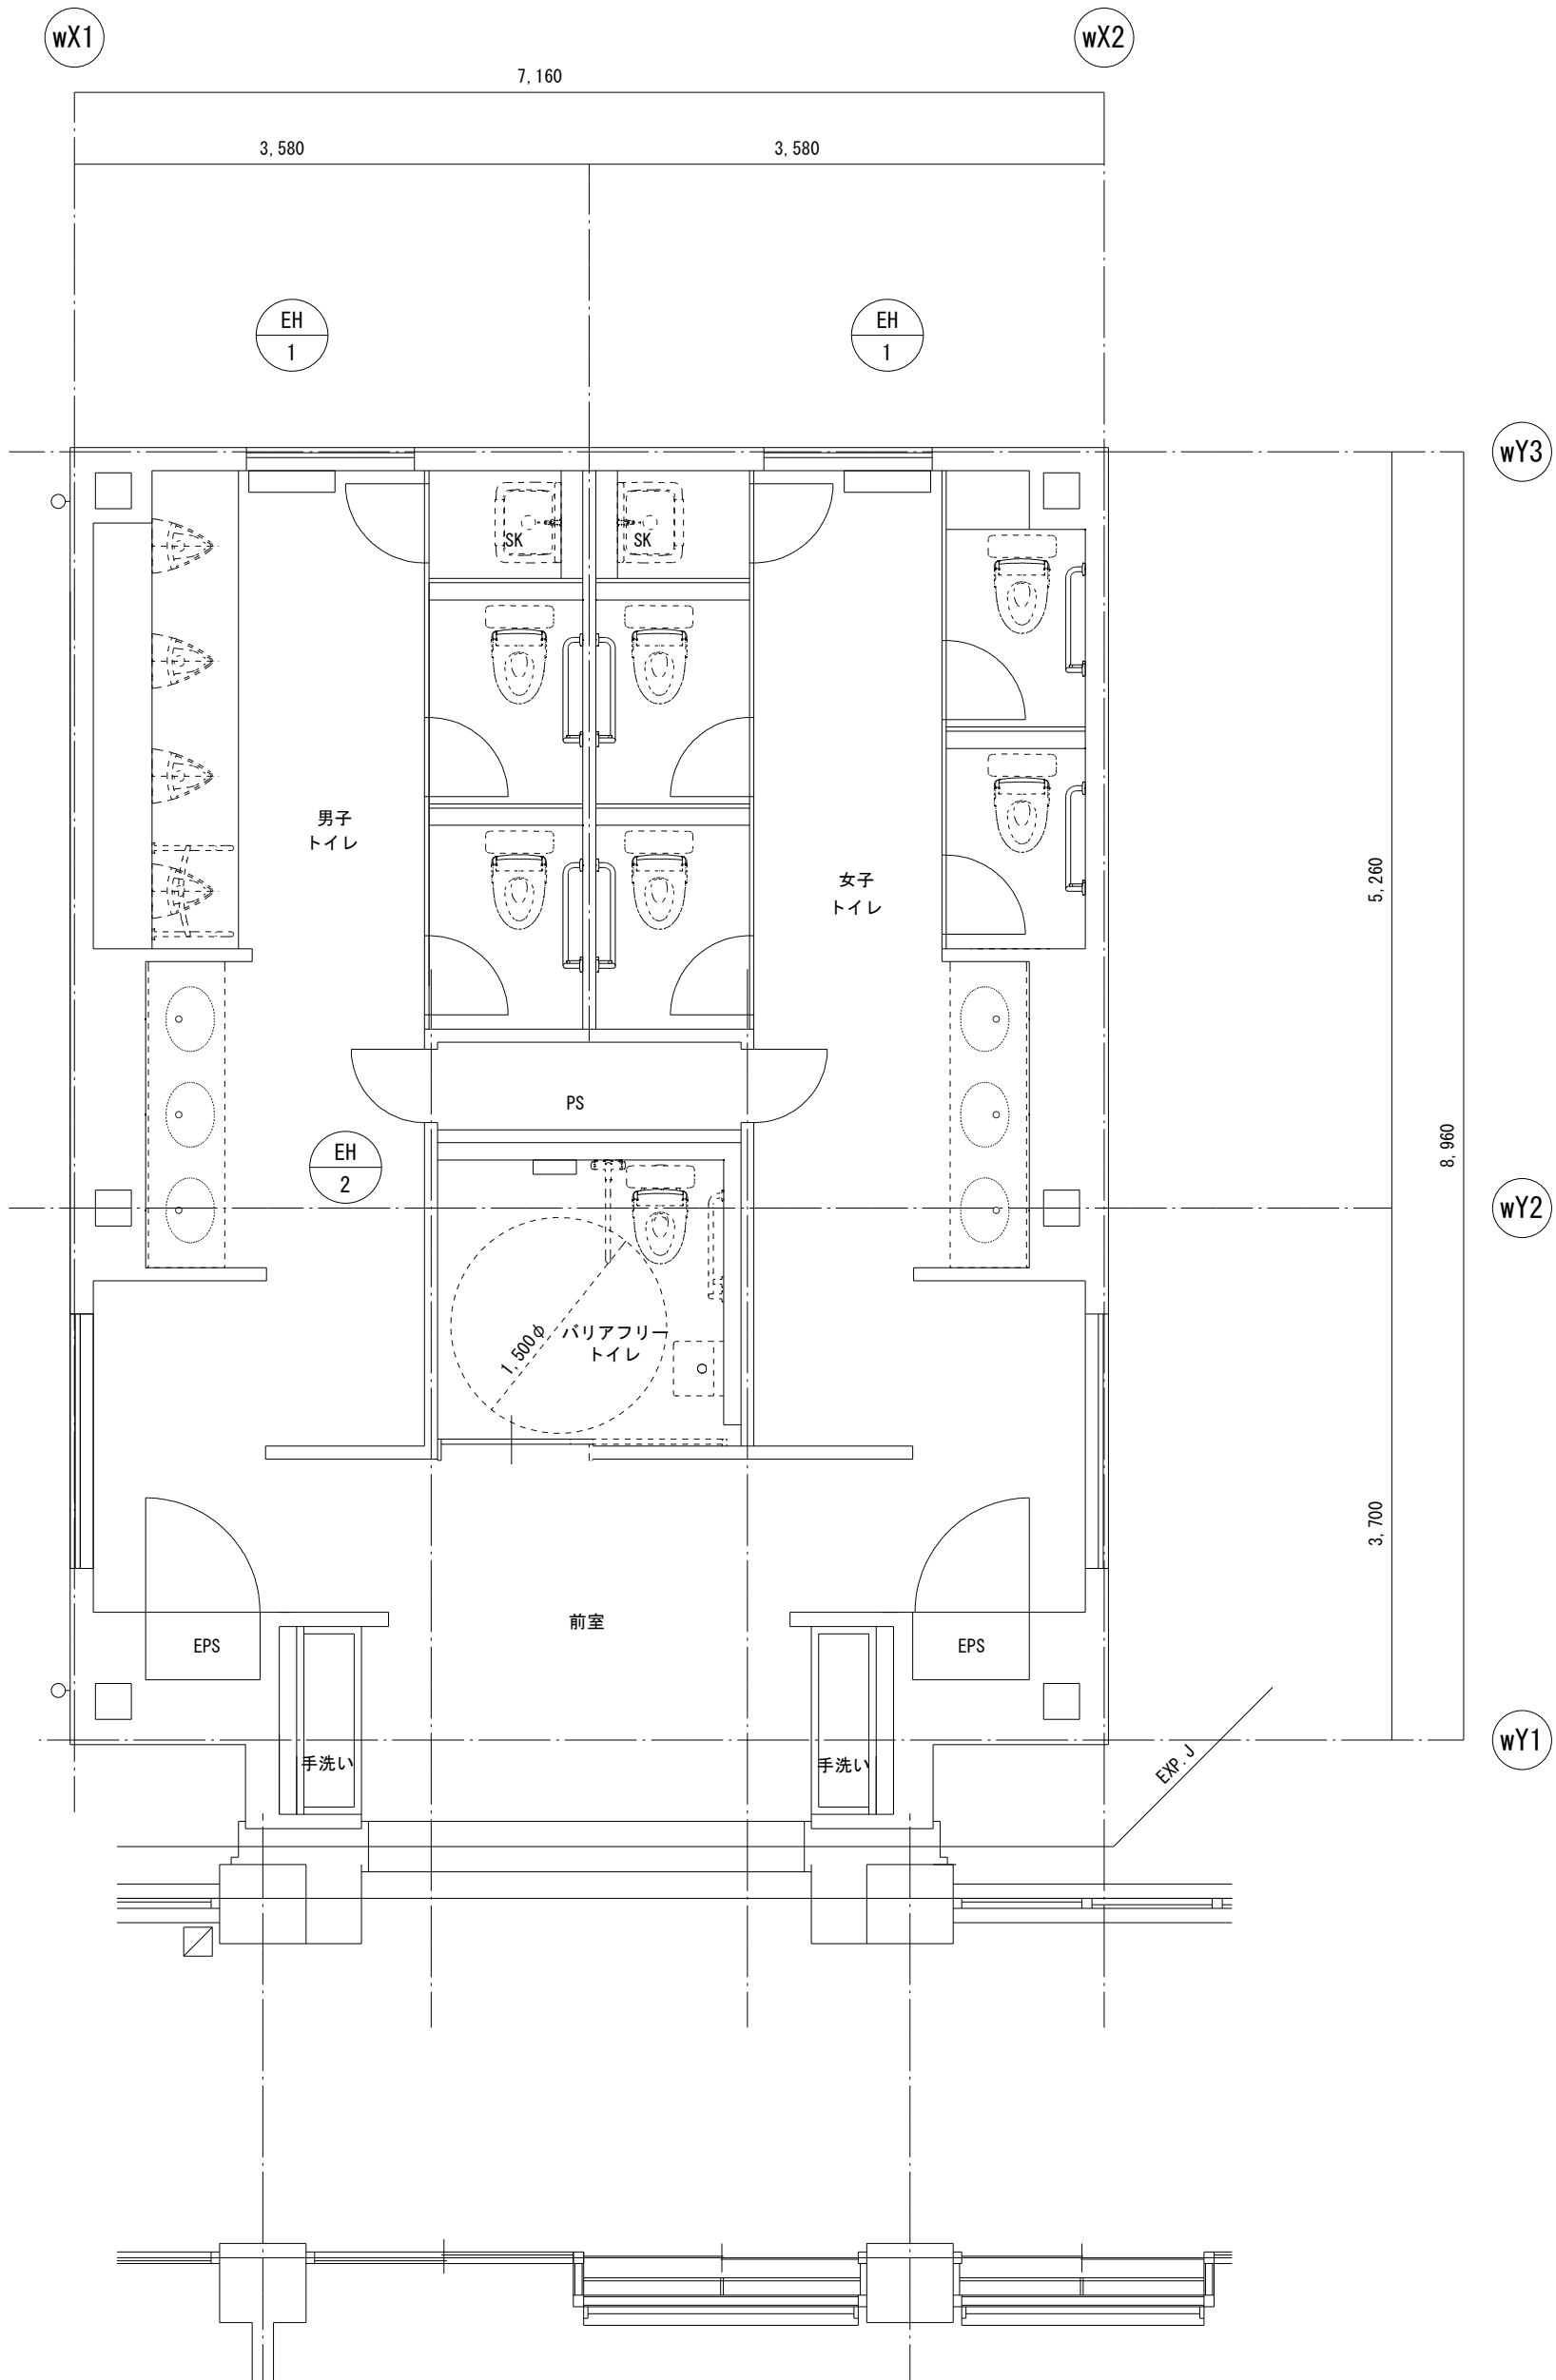 wX1
wX2
7,160
3,580
3,580
EH
1
EH
1
wY3
SK
SK
男子
トイレ
女子
トイレ
5,260
PS
8,960
EH
2
wY2
1,500φ
バリアフリー
トイレ
3,700
前室
EPS
EPS
wY1
手洗い
手洗い
EXP.J